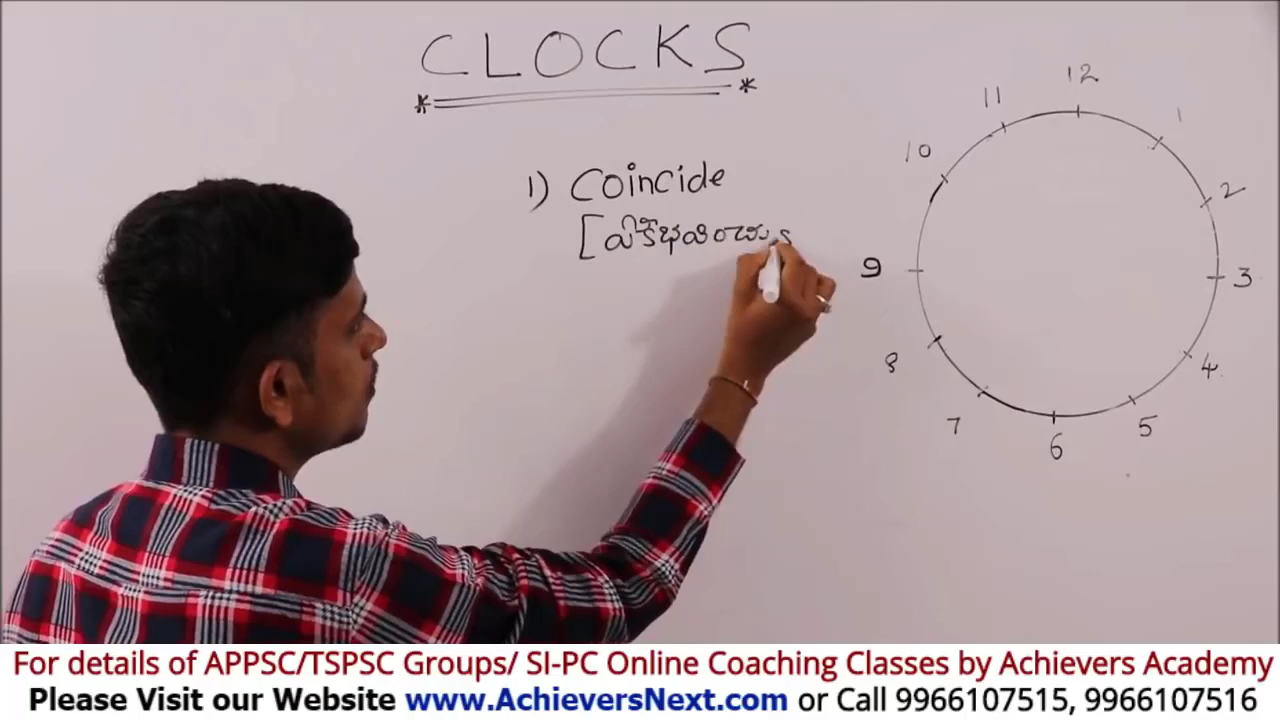 CLOCKS
1) Coincide
[ఏకీభవించు
12
11
1
10
2
9
3
8
4
7
5
6
For details of APPSC/TSPSC Groups/ SI-PC Online Coaching Classes by Achievers Academy
Please Visit our Website www.AchieversNext.com or Call 9966107515, 9966107516